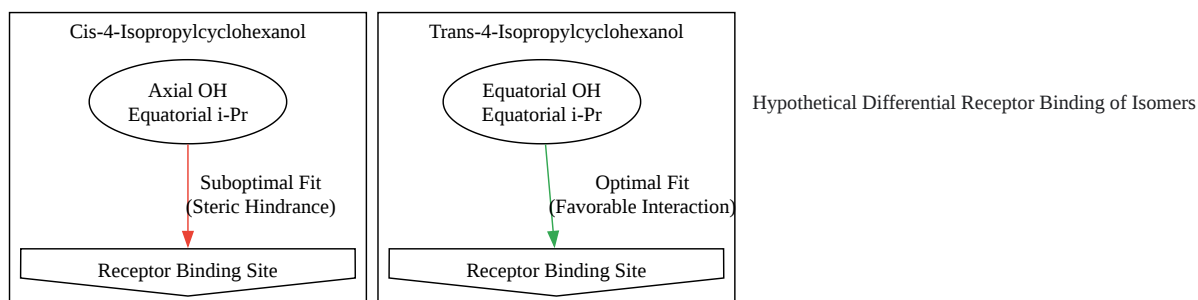 Cis-4-Isopropylcyclohexanol
Axial OH
Equatorial i-Pr
Suboptimal Fit
(Steric Hindrance)
Receptor Binding Site
Trans-4-Isopropylcyclohexanol
Equatorial OH
Equatorial i-Pr
Optimal Fit
(Favorable Interaction)
Receptor Binding Site
Hypothetical Differential Receptor Binding of Isomers